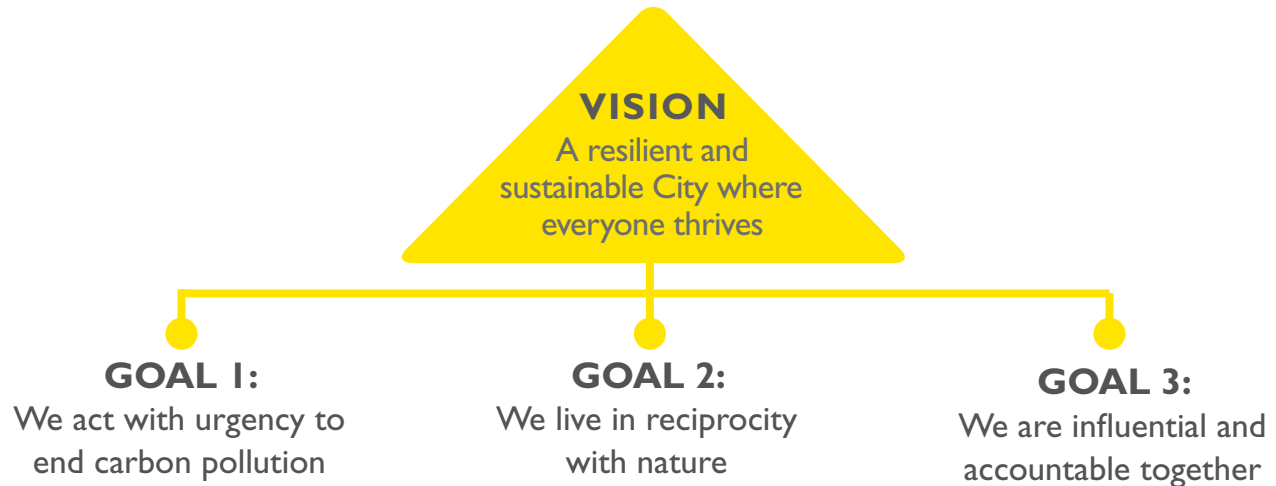 VISION
A resilient and
sustainable City where
everyone thrives
GOAL 1:
We act with urgency to
end carbon pollution
GOAL 2:
We live in reciprocity
with nature
GOAL 3:
We are influential and
accountable together